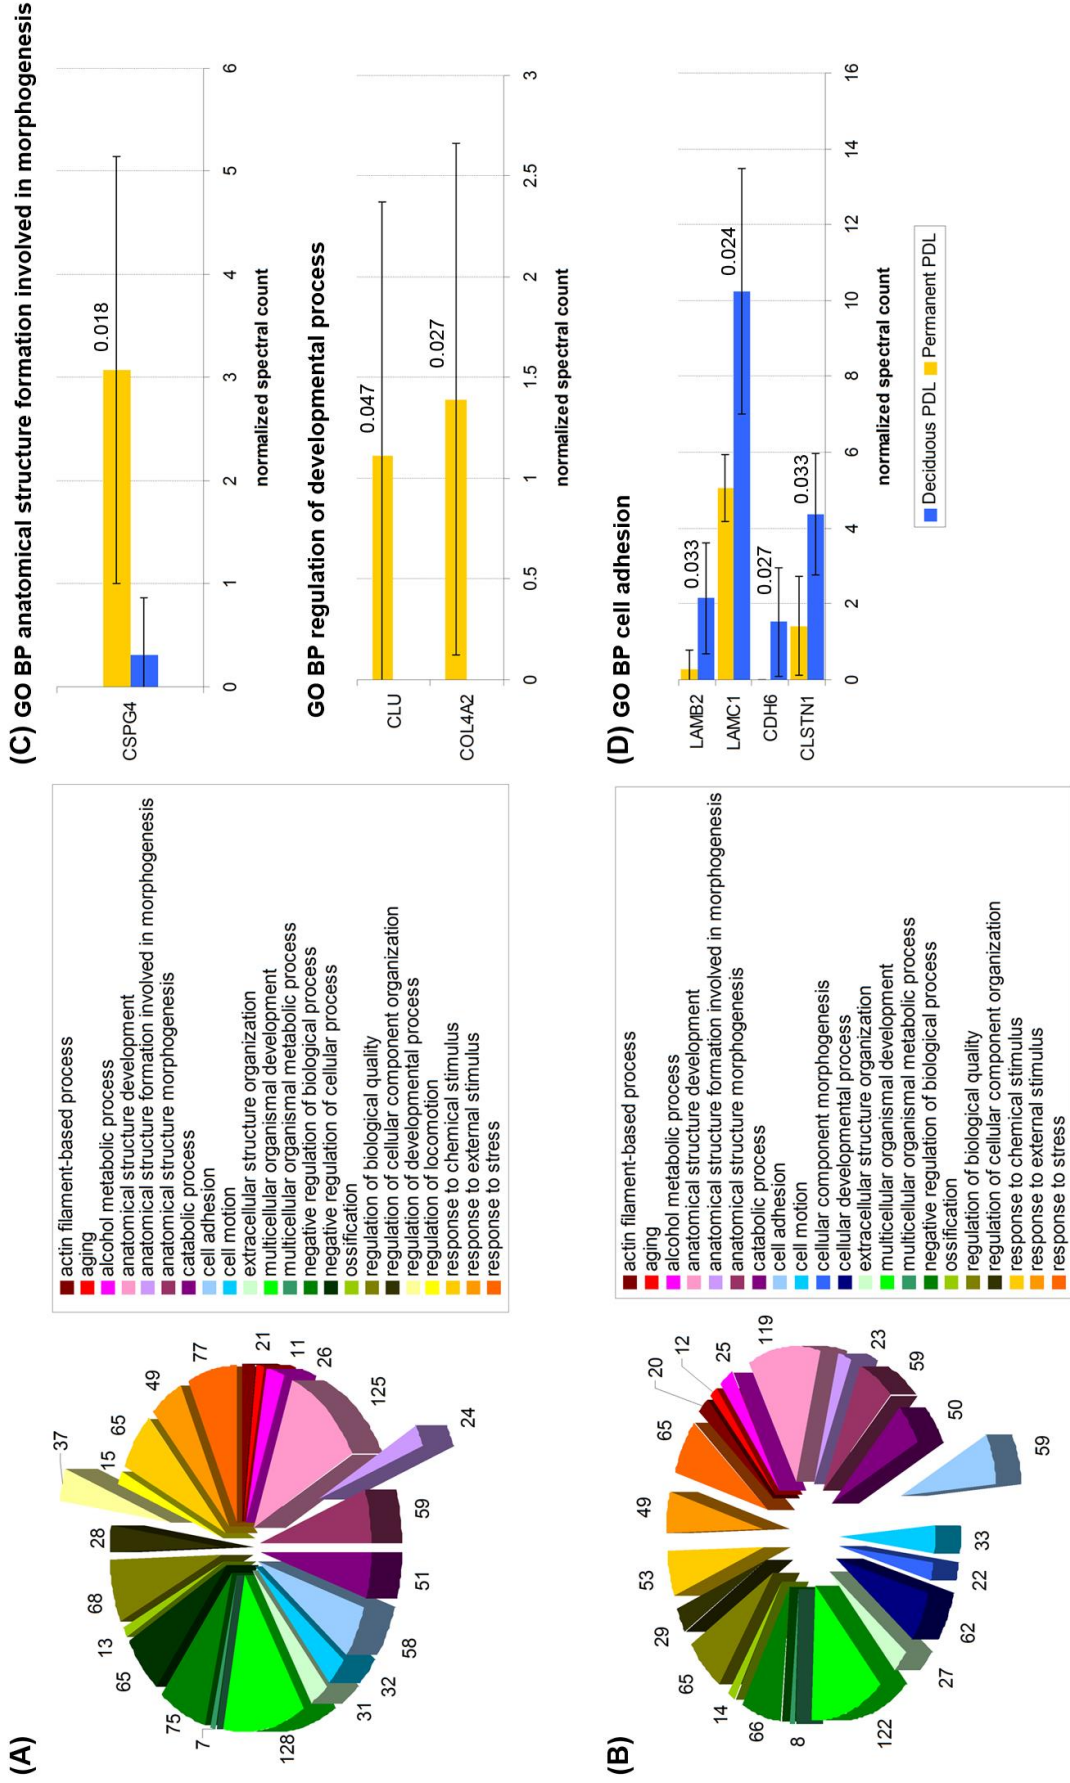 (A)
37
15
65
49
77
21
11
26
125
24
59
51
58
32
31
128
7
75
65
13
68
28
actin filament-based process
aging
alcohol metabolic process
anatomical structure development
anatomical structure formation involved in morphogenesis
anatomical structure morphogenesis
catabolic process
cell adhesion
cell motion
extracellular structure organization
multicellular organismal development
multicellular organismal metabolic process
negative regulation of biological process
negative regulation of cellular process
ossification
regulation of biological quality
regulation of cellular component organization
regulation of developmental process
regulation of locomotion
response to chemical stimulus
response to external stimulus
response to stress
(C) GO BP anatomical structure formation involved in morphogenesis
CSPG4
0.018
0 1 2 3 4 5 6
normalized spectral count
GO BP regulation of developmental process
CLU
0.047
COL4A2
0.027
0 0.5 1 1.5 2 2.5 3
normalized spectral count
(B)
20
12
25
119
23
59
50
59
33
22
62
27
122
8
66
14
65
29
53
49
65
actin filament-based process
aging
alcohol metabolic process
anatomical structure development
anatomical structure formation involved in morphogenesis
anatomical structure morphogenesis
catabolic process
cell adhesion
cell motion
cellular component morphogenesis
cellular developmental process
extracellular structure organization
multicellular organismal development
multicellular organismal metabolic process
negative regulation of biological process
ossification
regulation of biological quality
regulation of cellular component organization
response to chemical stimulus
response to external stimulus
response to stress
(D) GO BP cell adhesion
LAMB2
0.033
LAMC1
0.024
CDH6
0.027
CLSTN1
0.033
0 2 4 6 8 10 12 14 16
normalized spectral count
Deciduous PDL Permanent PDL